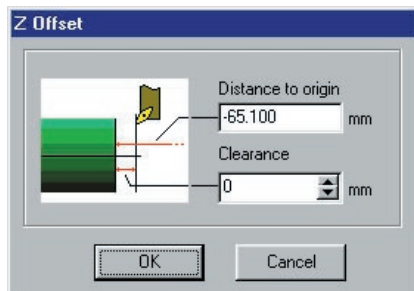 Z Offset
Distance to origin
-65.100 mm
Clearance
0 mm
OK Cancel